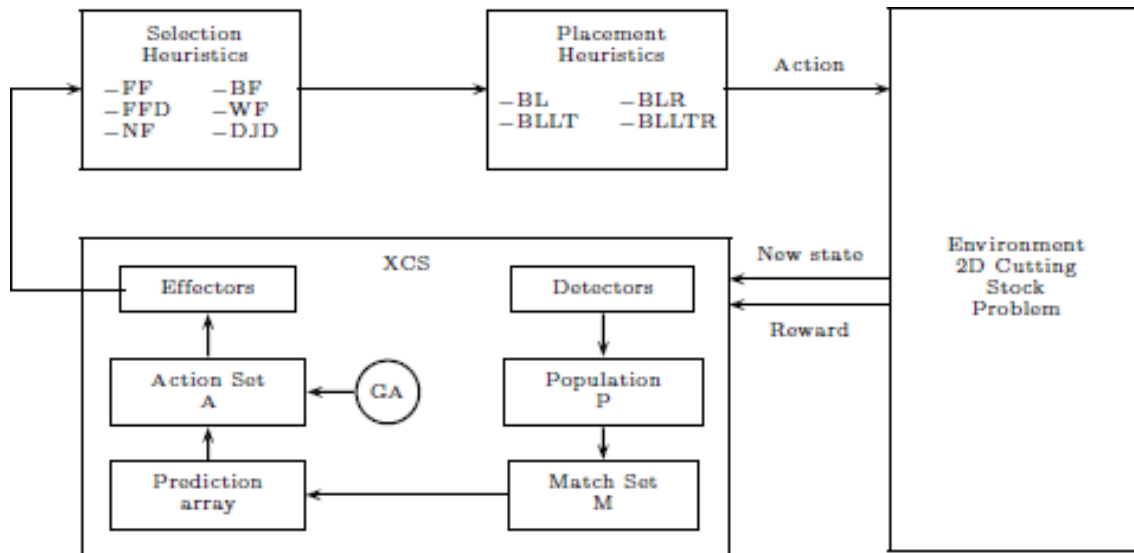 Selection
Heuristics
–FF –BF
–FFD –WF
–NF –DJD
Placement
Heuristics
–BL –BLR
–BLLT –BLLTR
Action
Environment
2D Cutting
Stock
Problem
New state
Reward
XCS
Effectors
Detectors
Action Set
A
GA
Population
P
Prediction
array
Match Set
M